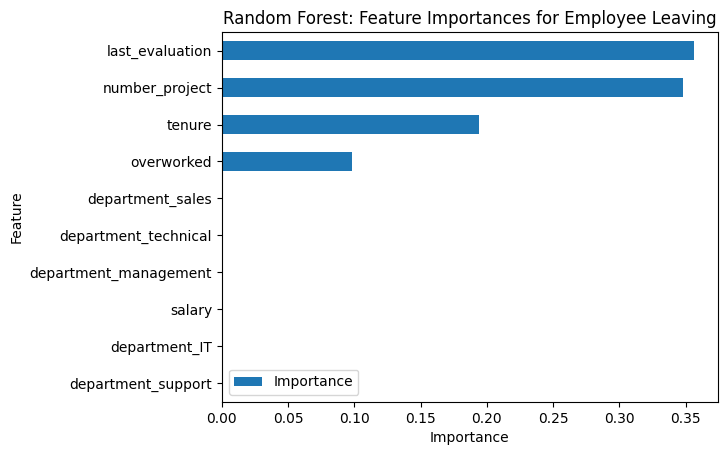 Random Forest: Feature Importances for Employee Leaving
Feature
last_evaluation
number_project
tenure
overworked
department_sales
department_technical
department_management
salary
department_IT
department_support
Importance
0.00 0.05 0.10 0.15 0.20 0.25 0.30 0.35
Importance